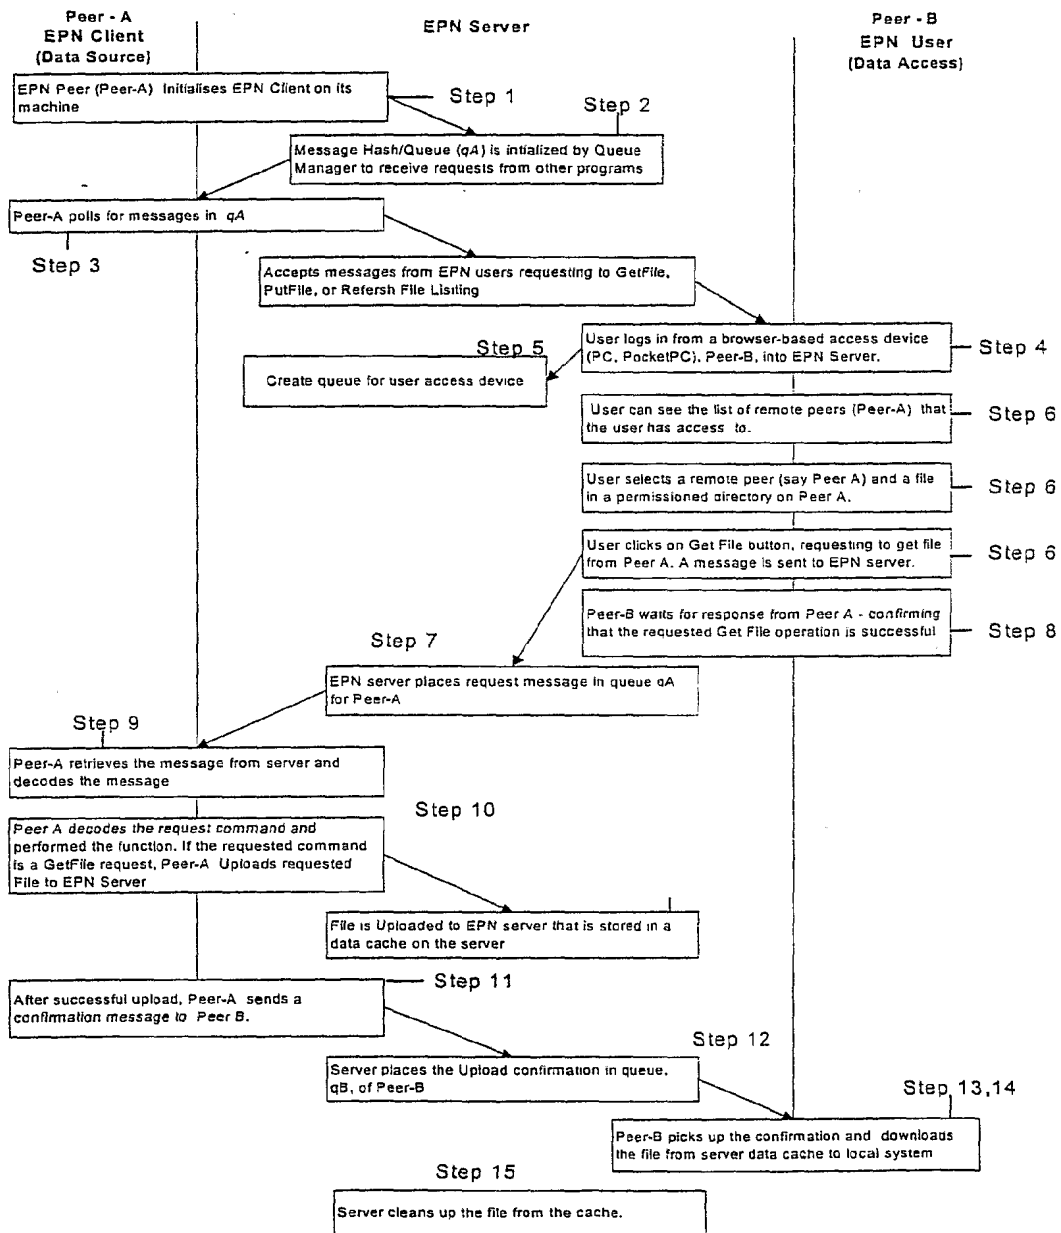 Peer - A
EPN Client
(Data Source)
EPN Server
Peer - B
EPN User
(Data Access)
EPN Peer (Peer-A) Initialises EPN Client on its
machine
Step 1
Step 2
Message Hash/Queue (qA) is intialized by Queue
Manager to receive requests from other programs
Peer-A polls for messages in qA
Step 3
Accepts messages from EPN users requesting to GetFile,
PutFile, or Refersh File Lisiting
User logs in from a browser-based access device
(PC, PocketPC), Peer-B, into EPN Server.
Step 4
Step 5
Create queue for user access device
User can see the list of remote peers (Peer-A) that
the user has access to.
Step 6
User selects a remote peer (say Peer A) and a file
in a permissioned directory on Peer A.
Step 6
User clicks on Get File button, requesting to get file
from Peer A. A message is sent to EPN server.
Step 6
Peer-B waits for response from Peer A - confirming
that the requested Get File operation is successful
Step 8
Step 7
EPN server places request message in queue qA
for Peer-A
Step 9
Peer-A retrieves the message from server and
decodes the message
Step 10
Peer A decodes the request command and
performed the function. If the requested command
is a GetFile request, Peer-A Uploads requested
File to EPN Server
File is Uploaded to EPN server that is stored in a
data cache on the server
Step 11
After successful upload, Peer-A sends a
confirmation message to Peer B.
Step 12
Server places the Upload confirmation in queue,
qB, of Peer-B
Step 13,14
Peer-B picks up the confirmation and downloads
the file from server data cache to local system
Step 15
Server cleans up the file from the cache.